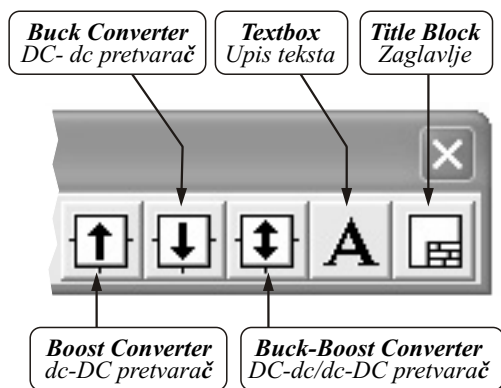 Buck Converter
DC- dc pretvarač
Textbox
Upis teksta
Title Block
Zaglavlje
A
Boost Converter
dc-DC pretvarač
Buck-Boost Converter
DC-dc/dc-DC pretvarač